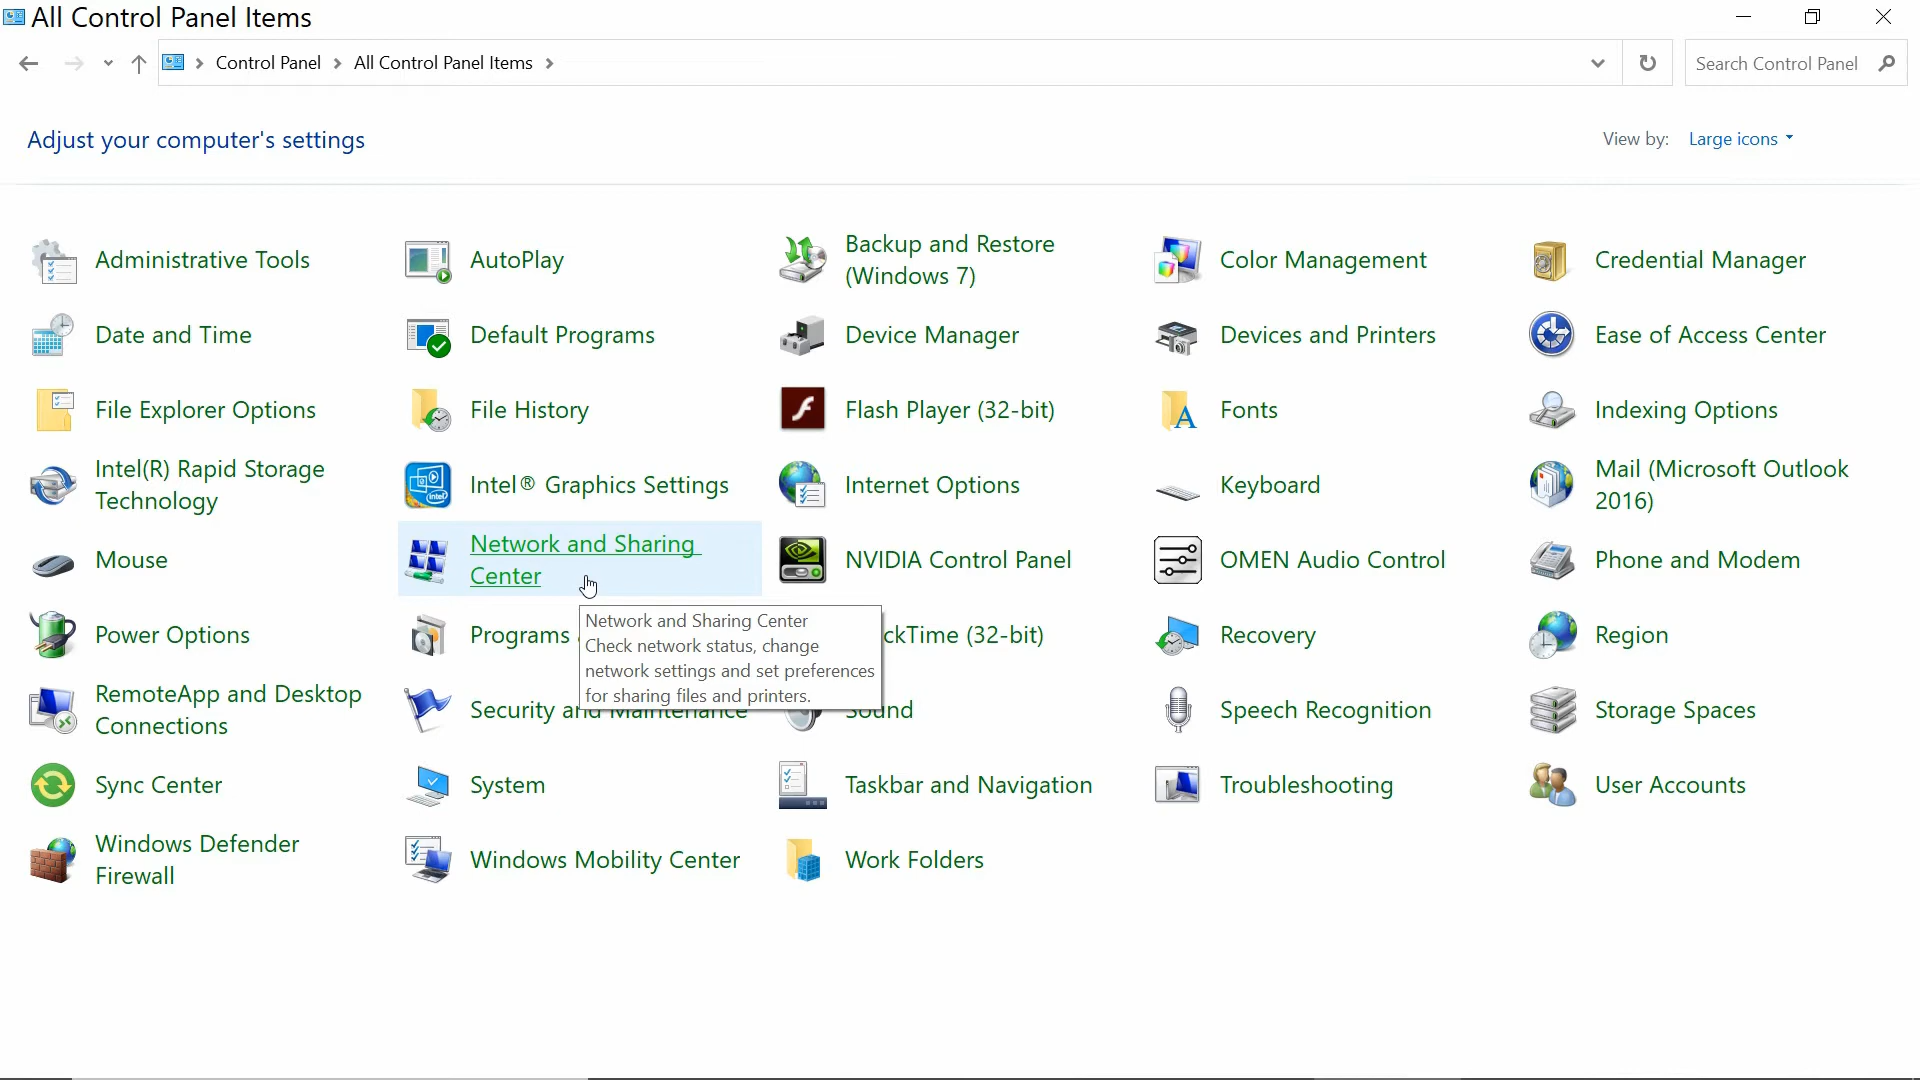 All Control Panel Items
Control Panel > All Control Panel Items >
Search Control Panel
Adjust your computer's settings
View by: Large icons
Administrative Tools
AutoPlay
Backup and Restore
(Windows 7)
Color Management
Credential Manager
Date and Time
Default Programs
Device Manager
Devices and Printers
Ease of Access Center
File Explorer Options
File History
Flash Player (32-bit)
Fonts
Indexing Options
Intel(R) Rapid Storage
Technology
Intel® Graphics Settings
Internet Options
Keyboard
Mail (Microsoft Outlook
2016)
Mouse
Network and Sharing
Center
NVIDIA Control Panel
OMEN Audio Control
Phone and Modem
Power Options
Programs
Network and Sharing Center
Check network status, change
network settings and set preferences
for sharing files and printers.
ckTime (32-bit)
Recovery
Region
RemoteApp and Desktop
Connections
Security and Maintenance
Sound
Speech Recognition
Storage Spaces
Sync Center
System
Taskbar and Navigation
Troubleshooting
User Accounts
Windows Defender
Firewall
Windows Mobility Center
Work Folders